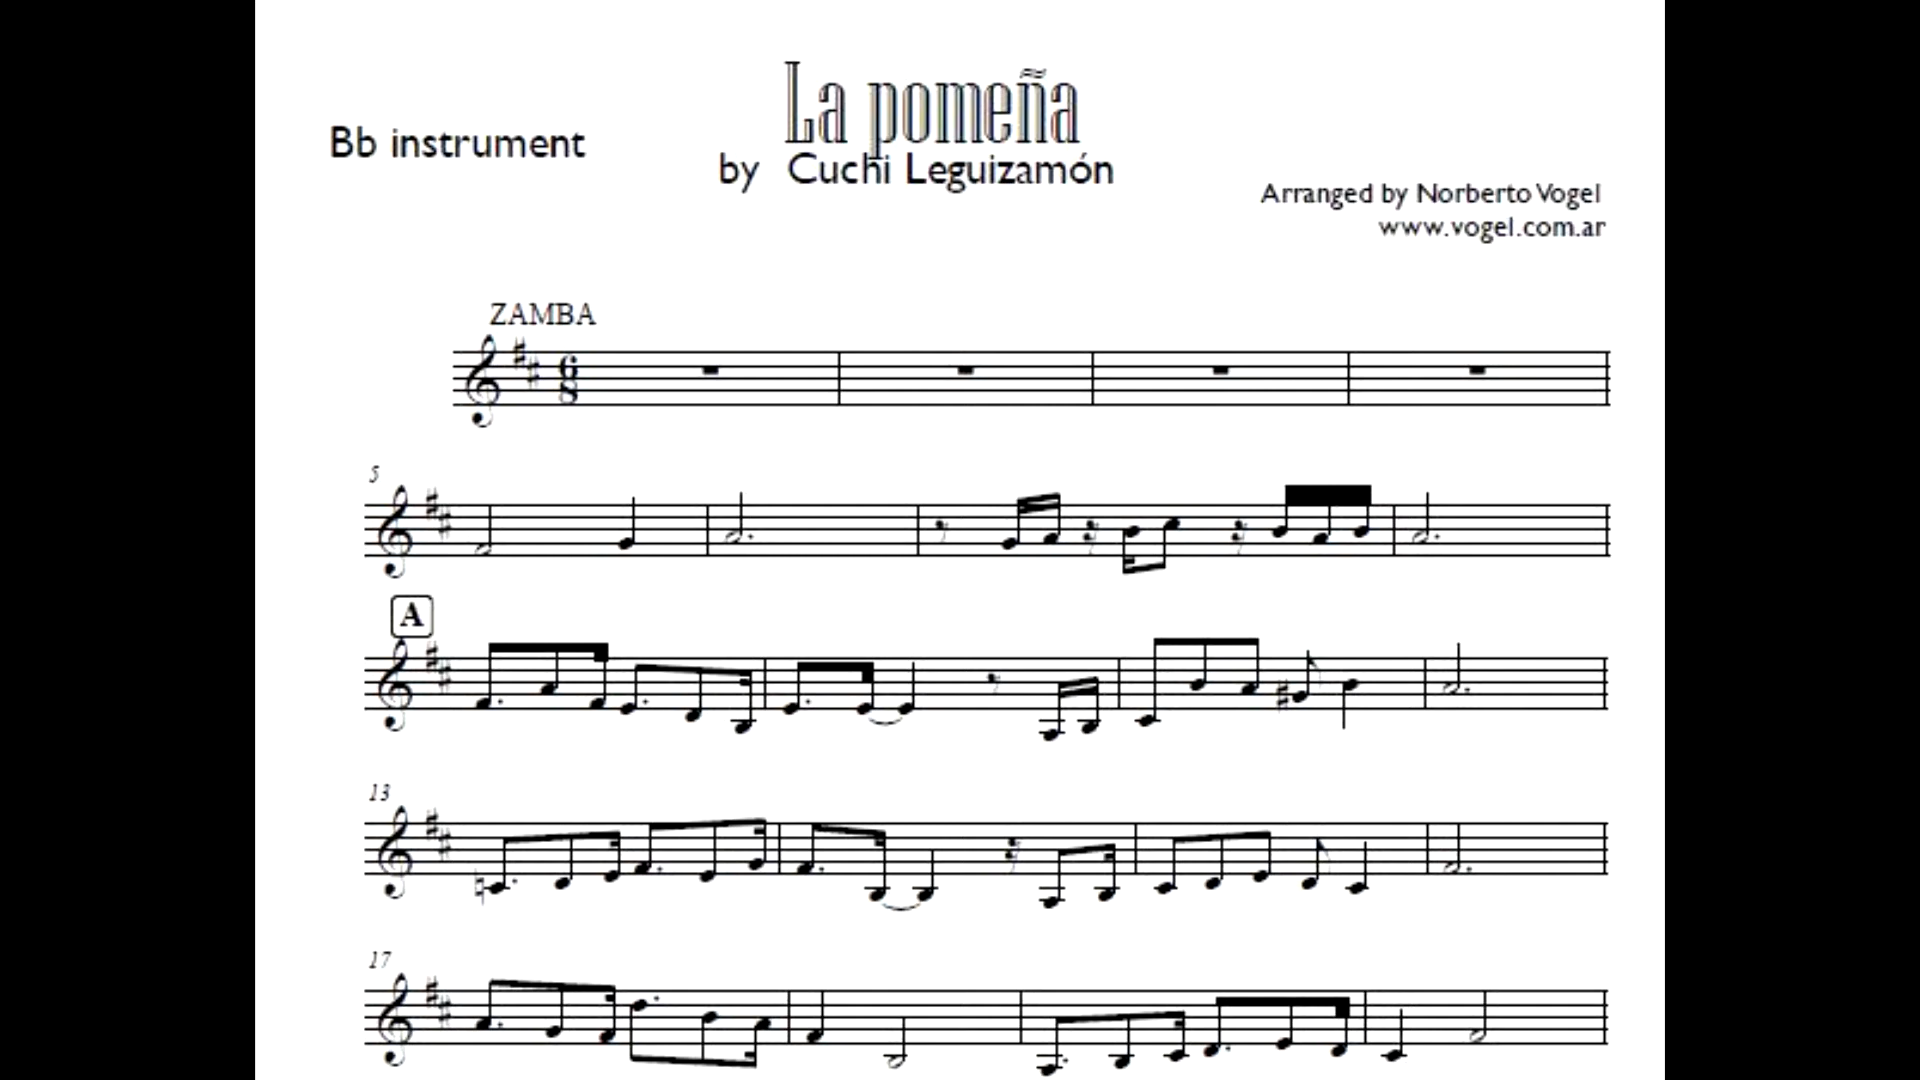 La pomeña
Bb instrument
by Cuchi Leguizamón
Arranged by Norberto Vogel
www.vogel.com.ar
ZAMBA
6
8
5
A
13
17